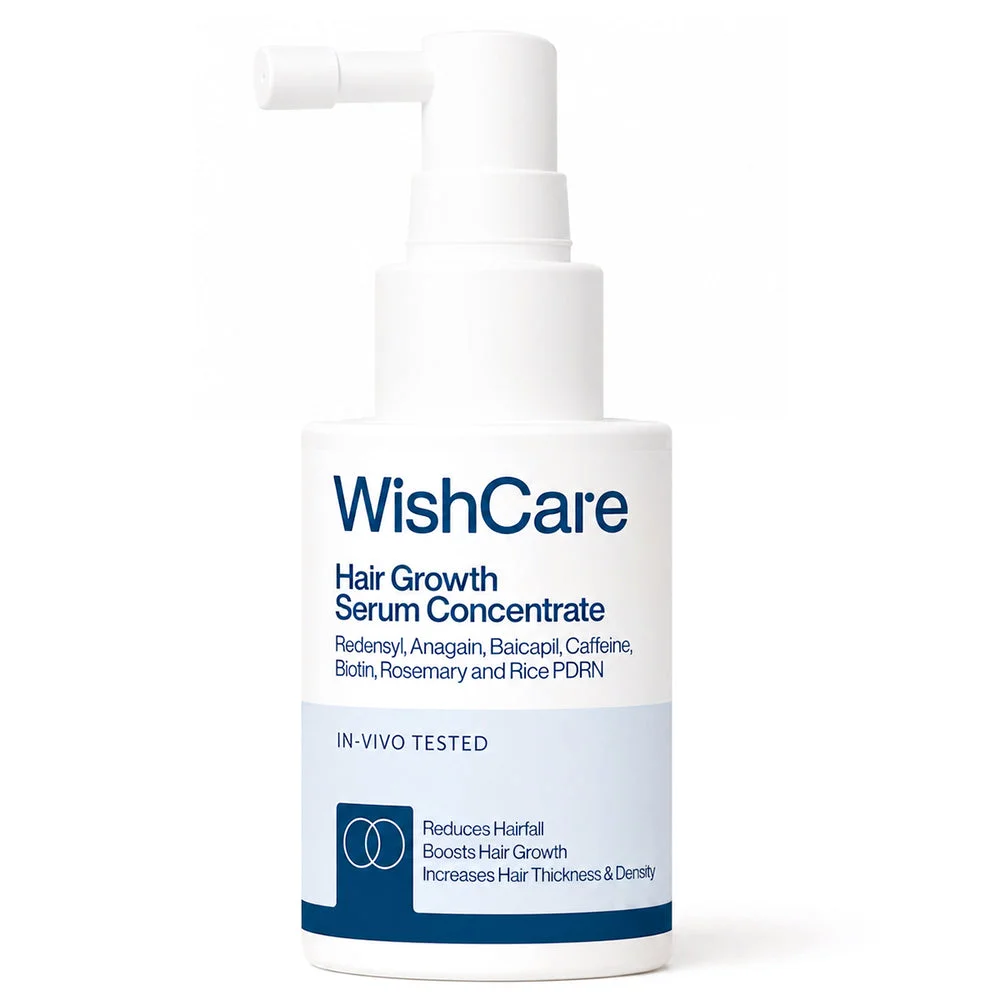 WishCare
Hair Growth
Serum Concentrate
Redensyl, Anagain, Baicapil, Caffeine,
Biotin, Rosemary and Rice PDRN
IN-VIVO TESTED
Reduces Hairfall
Boosts Hair Growth
Increases Hair Thickness & Density